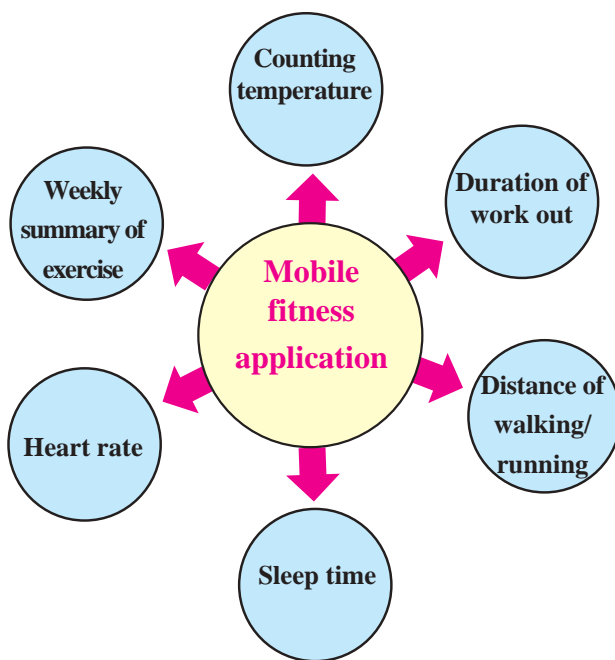 Counting
temperature
Duration of
work out
Weekly
summary of
exercise
Mobile
fitness
application
Distance of
walking/
running
Heart rate
Sleep time